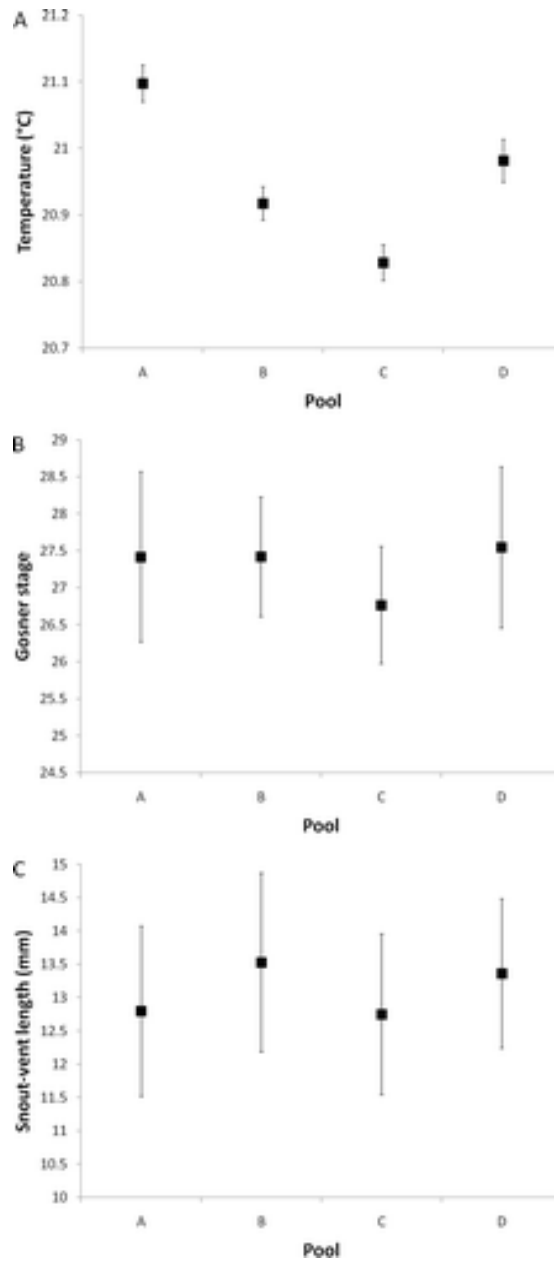 A
Temperature (°C)
21.2
21.1
21
20.9
20.8
20.7
A B C D
Pool
B
Gosner stage
29
28.5
28
27.5
27
26.5
26
25.5
25
24.5
A B C D
Pool
C
Snout-vent length (mm)
15
14.5
14
13.5
13
12.5
12
11.5
11
10.5
10
A B C D
Pool